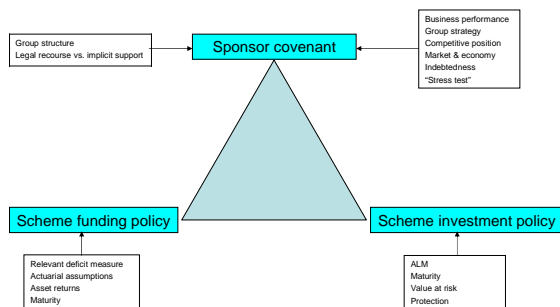 Group structure
Legal recourse vs. implicit support
Sponsor covenant
Business performance
Group strategy
Competitive position
Market & economy
Indebtedness
“Stress test”
Scheme funding policy
Scheme investment policy
Relevant deficit measure
Actuarial assumptions
Asset returns
Maturity
ALM
Maturity
Value at risk
Protection